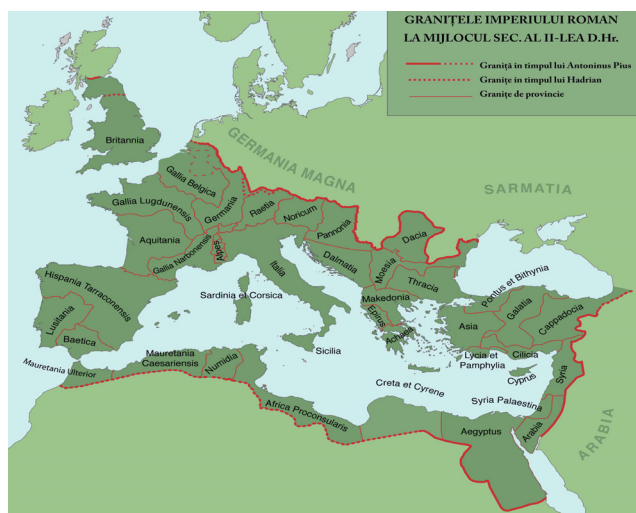 GRANIȚELE IMPERIULUI ROMAN
LA MIJLOCUL SEC. AL II-LEA D.Hr.
Graniță în timpul lui Antoninus Pius
Granițe în timpul lui Hadrian
Granițe de provincie
Britannia
GERMANIA MAGNA
SARMATIA
Gallia Belgica
Germania
Gallia Lugdunensis
Raetia
Noricum
Pannonia
Dacia
Aquitania
Gallia Narbonensis
Alpes
Italia
Dalmatia
Moesia
Thracia
Pontus et Bithynia
Hispania Tarraconensis
Sardinia et Corsica
Makedonia
Epirus
Achaia
Asia
Galatia
Cappadocia
Lusitania
Baetica
Sicilia
Lycia et
Pamphylia
Cilicia
Cyprus
Syria
Mauretania Ulterior
Mauretania
Caesariensis
Numidia
Creta et Cyrene
Syria Palaestina
Africa Proconsularis
Aegyptus
Arabia
ARABIA